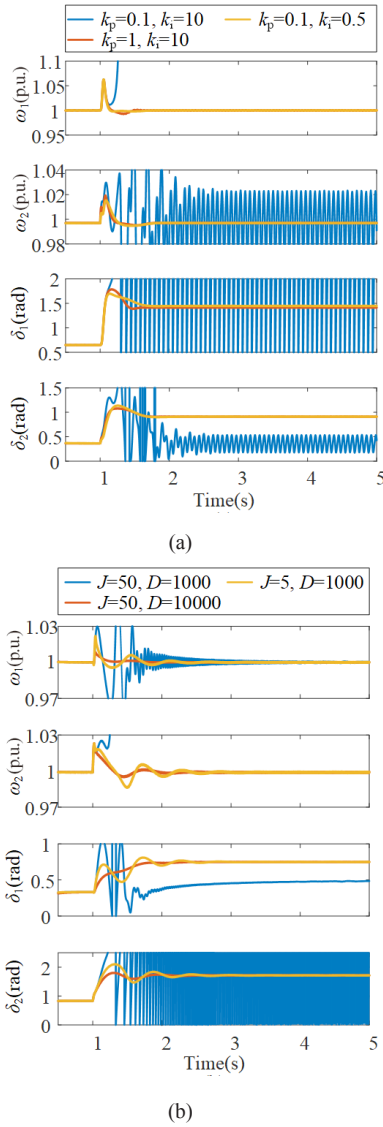 kp=0.1, ki=10 kp=0.1, ki=0.5
kp=1, ki=10
ω1(p.u.)
1.1
1.05
1
0.95
ω2(p.u.)
1.04
1.02
1
0.98
δ1(rad)
2
1.5
1
0.5
δ2(rad)
1.5
1
0.5
0
1 2 3 4 5
Time(s)
(a)
J=50, D=1000 J=5, D=1000
J=50, D=10000
ω1(p.u.)
1.03
1
0.97
ω2(p.u.)
1.03
1
0.97
δ1(rad)
1
0.5
0
δ2(rad)
2
1
0
1 2 3 4 5
Time(s)
(b)